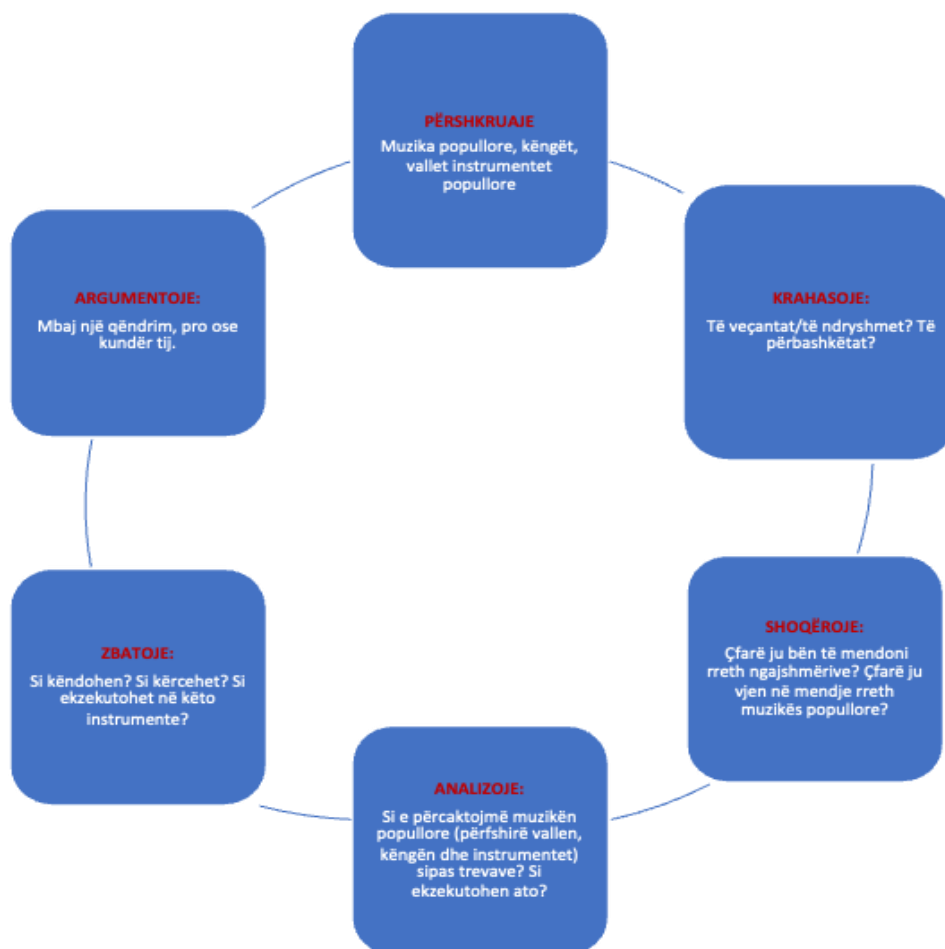 PËRSHKRUAJE
Muzika popullore, këngët,
vallet instrumentet
popullore
KRAHASOJE:
Të veçantat/të ndryshmet? Të
përbashkëtat?
SHOQËROJE:
Çfarë ju bën të mendoni
rreth ngajshmërive? Çfarë ju
vjen në mendje rreth
muzikës popullore?
ANALIZOJE:
Si e përcaktojmë muzikën
popullore (përfshirë vallen,
këngën dhe instrumentet)
sipas trevave? Si
ekzekutohen ato?
ZBATOJE:
Si këndohen? Si kërcehet? Si
ekzekutohet në këto
instrumente?
ARGUMENTOJE:
Mbaj një qëndrim, pro ose
kundër tij.